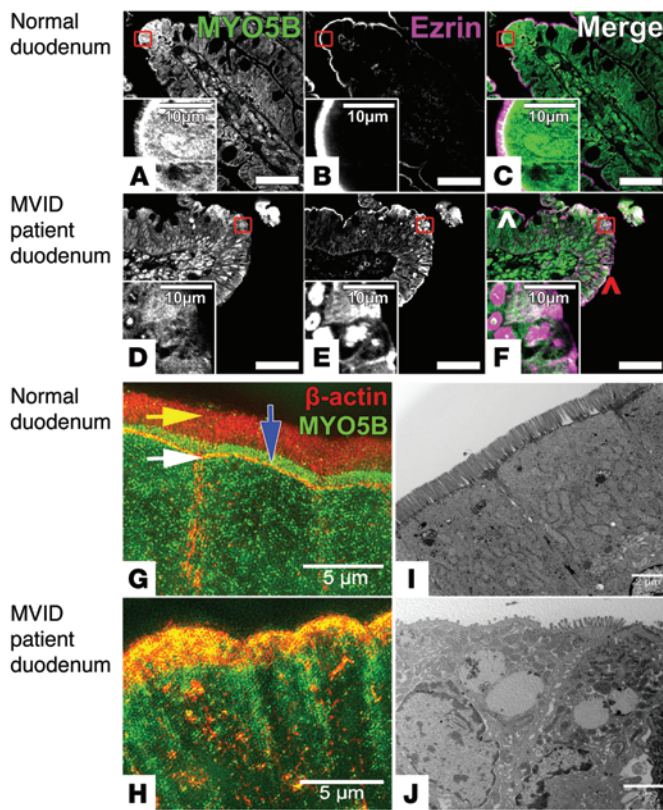 Normal
duodenum
MYO5B
Ezrin
Merge
10μm
10μm
10μm
A
B
C
MVID
patient
duodenum
10μm
10μm
10μm
D
E
F
Normal
duodenum
β-actin
MYO5B
5 μm
G
I
MVID
patient
duodenum
5 μm
H
J